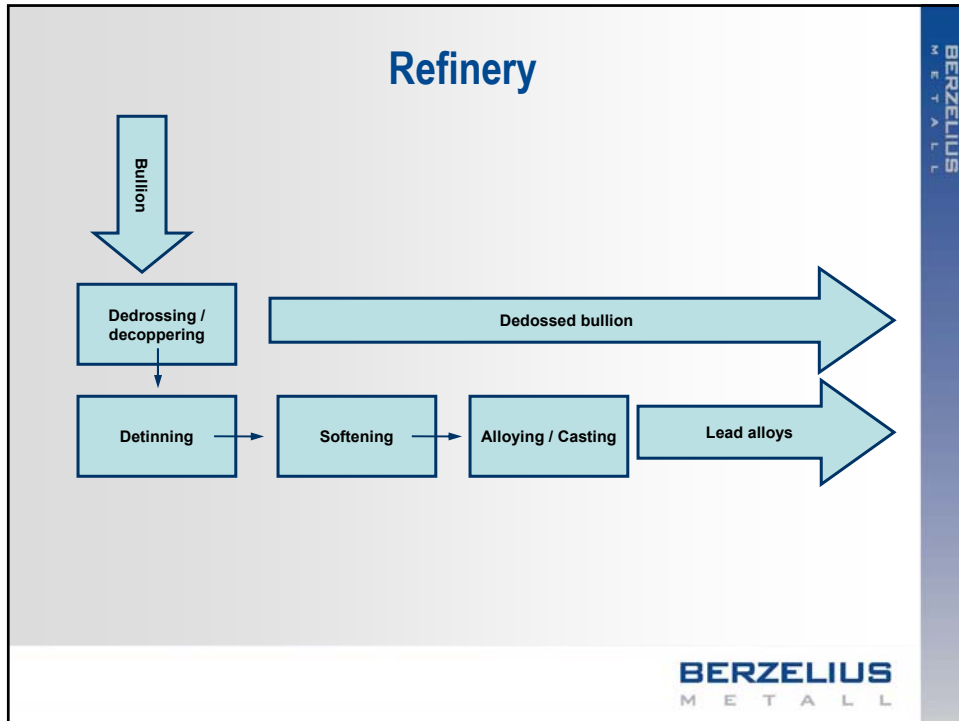 Refinery
BERZELIUS
METALL
Bullion
Dedrossing /
decoppering
Dedossed bullion
Detinning
Softening
Alloying / Casting
Lead alloys
BERZELIUS
METALL